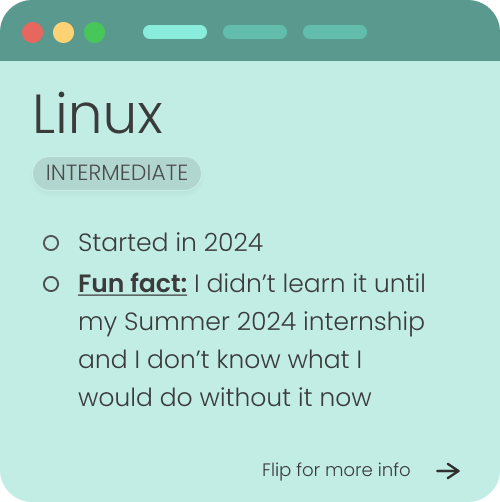 Linux
INTERMEDIATE
Started in 2024
Fun fact: I didn’t learn it until
my Summer 2024 internship
and I don’t know what I
would do without it now
Flip for more info